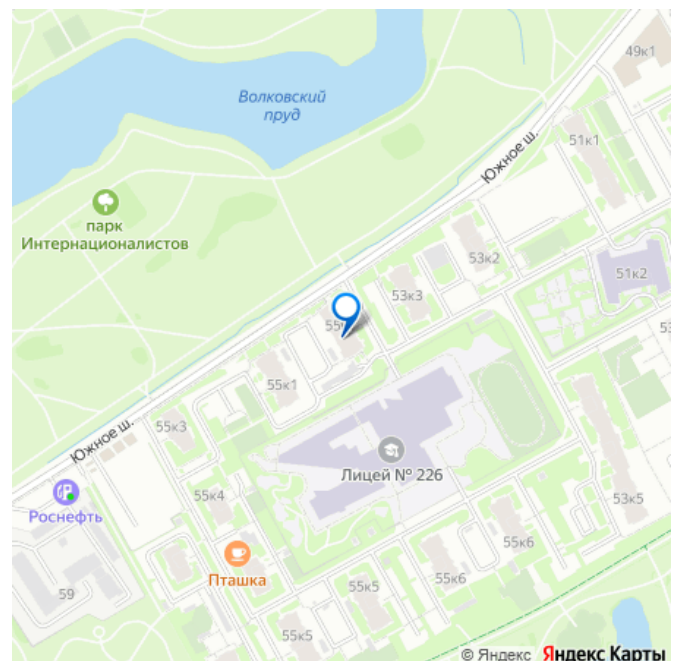 49к1
Волковский
пруд
Южное ш.
51к1
парк
Интернационалистов
53к2
51к2
53к3
55к1
55к3
Южное ш.
Лицей № 226
Роснефть
55к4
53к5
55к6
Пташка
55к6
55к5
59
55к5
© Яндекс Яндекс Карты